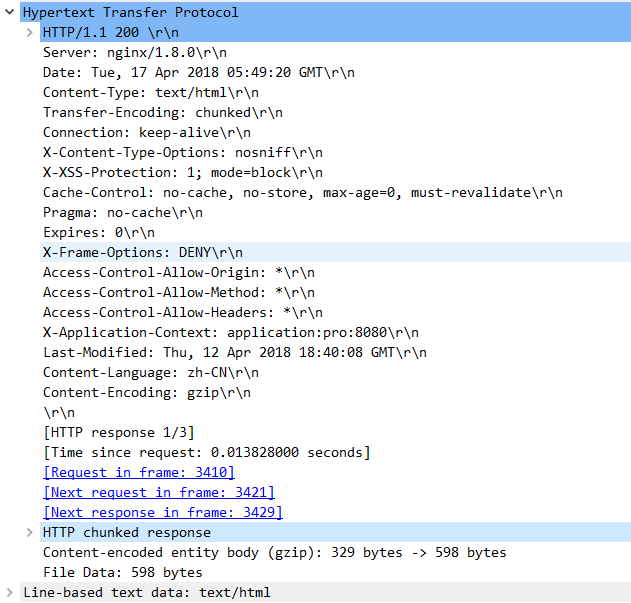 Hypertext Transfer Protocol
HTTP/1.1 200 \r\n
Server: nginx/1.8.0\r\n
Date: Tue, 17 Apr 2018 05:49:20 GMT\r\n
Content-Type: text/html\r\n
Transfer-Encoding: chunked\r\n
Connection: keep-alive\r\n
X-Content-Type-Options: nosniff\r\n
X-XSS-Protection: 1; mode=block\r\n
Cache-Control: no-cache, no-store, max-age=0, must-revalidate\r\n
Pragma: no-cache\r\n
Expires: 0\r\n
X-Frame-Options: DENY\r\n
Access-Control-Allow-Origin: *\r\n
Access-Control-Allow-Method: *\r\n
Access-Control-Allow-Headers: *\r\n
X-Application-Context: application:pro:8080\r\n
Last-Modified: Thu, 12 Apr 2018 18:40:08 GMT\r\n
Content-Language: zh-CN\r\n
Content-Encoding: gzip\r\n
\r\n
[HTTP response 1/3]
[Time since request: 0.013828000 seconds]
[Request in frame: 3410]
[Next request in frame: 3421]
[Next response in frame: 3429]
HTTP chunked response
Content-encoded entity body (gzip): 329 bytes -> 598 bytes
File Data: 598 bytes
Line-based text data: text/html